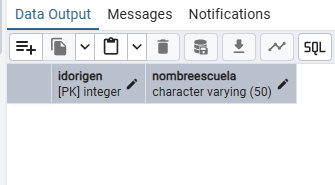 Data Output Messages Notifications
SQL
idorigen nombreescuela
[PK] integer character varying (50)